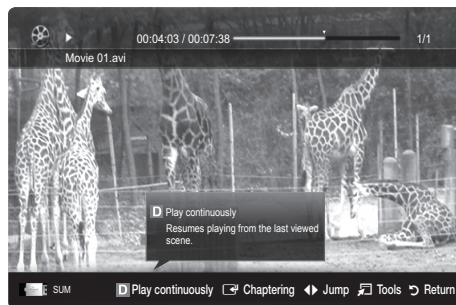 00:04:03 / 00:07:38 1/1
Movie 01.avi
D Play continuously
Resumes playing from the last viewed
scene.
SUM D Play continuously Chaptering Jump Tools Return